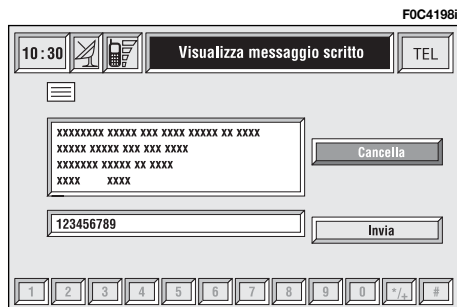 F0C4198i
10:30 Visualizza messaggio scritto TEL
xxxxxxxx xxxxx xxx xxxx xxxxx xx xxxx
xxxxx xxxxx xxx xxx xxxx
xxxxxxx xxxxx xx xxxx
xxxx xxxx
Cancella
123456789
Invia
1 2 3 4 5 6 7 8 9 0 */+ #